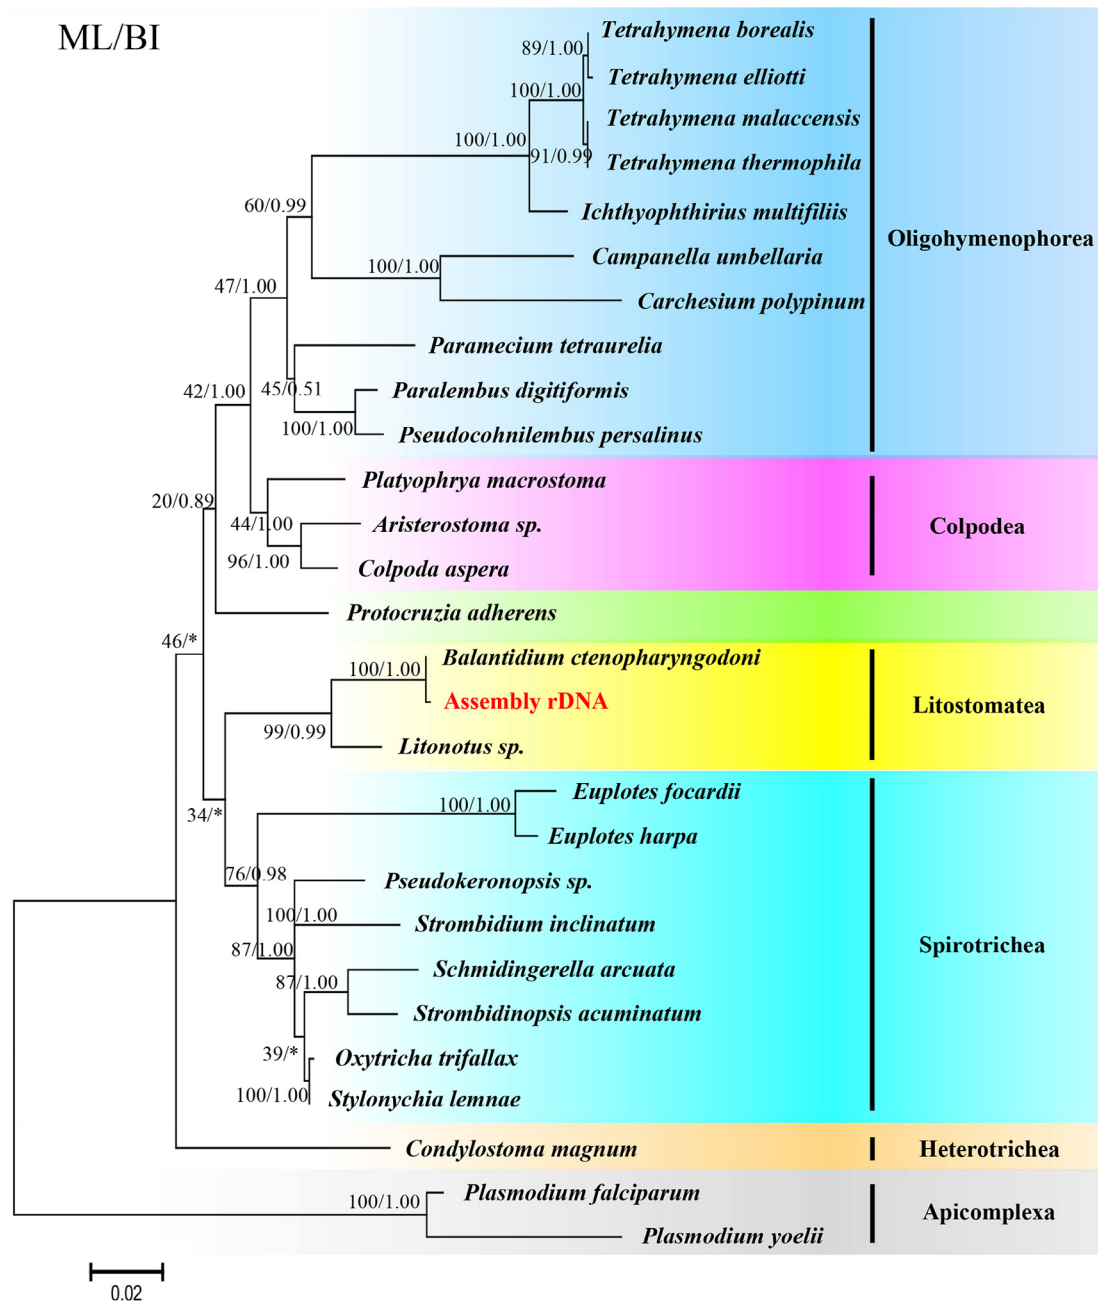 ML/BI
Tetrahymena borealis
89/1.00
Tetrahymena elliotti
100/1.00
Tetrahymena malaccensis
100/1.00
91/0.99
Tetrahymena thermophila
60/0.99
Ichthyophthirius multifiliis
Oligohymenophorea
Campanella umbellaria
100/1.00
47/1.00
Carchesium polypinum
Paramecium tetraurelia
42/1.00
45/0.51
Paralembus digitiformis
100/1.00
Pseudocohnilembus persalinus
Platyophrya macrostoma
20/0.89
44/1.00
Aristerostoma sp.
Colpodea
96/1.00
Colpoda aspera
Protocruzia adherens
46/*
Balantidium ctenopharyngodoni
100/1.00
Assembly rDNA
Litostomatea
99/0.99
Litonotus sp.
Euplotes focardii
100/1.00
34/*
Euplotes harpa
76/0.98
Pseudokeronopsis sp.
100/1.00
Strombidium inclinatum
Spirotrichea
87/1.00
Schmidingerella arcuata
87/1.00
Strombidinopsis acuminatum
39/*
Oxytricha trifallax
100/1.00
Stylonychia lemnae
Condylostoma magnum
Heterotrichea
Plasmodium falciparum
100/1.00
Apicomplexa
Plasmodium yoelii
0.02